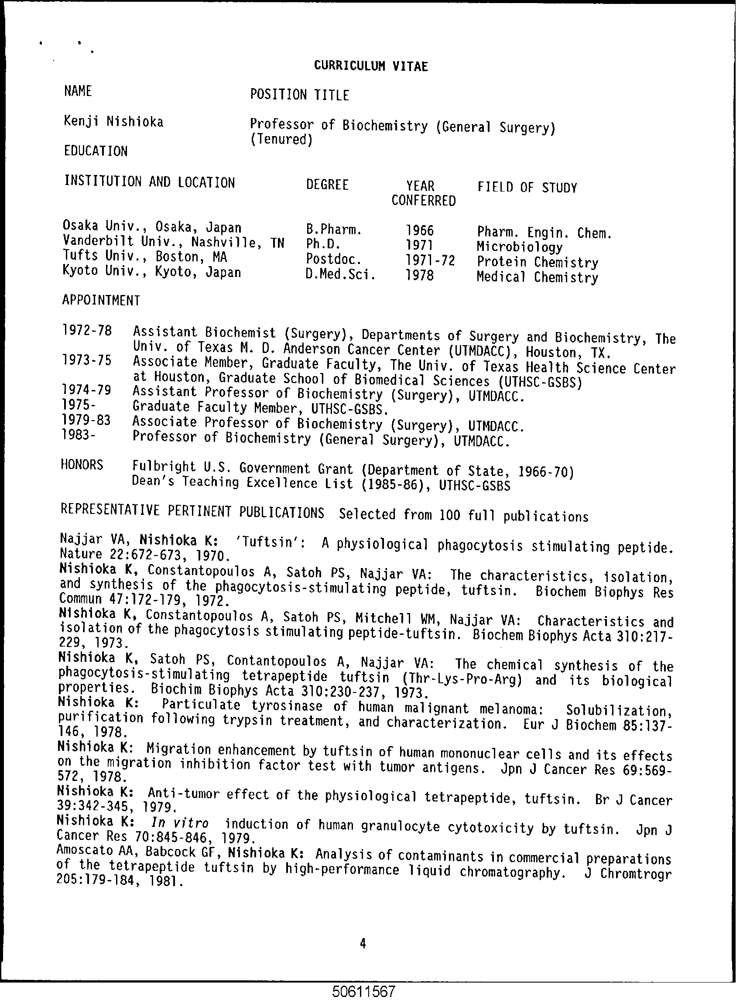 CURRICULUM VITAE
NAME POSITION TITLE
Kenji Nishioka Professor of Biochemistry (General Surgery)
(Tenured)
EDUCATION
INSTITUTION AND LOCATION DEGREE YEAR FIELD OF STUDY
CONFERRED
Osaka Univ., Osaka, Japan B.Pharm. 1966 Pharm. Engin. Chem.
Vanderbilt Univ., Nashville, TN Ph.D. 1971 Microbiology
Tufts Univ., Boston, MA Postdoc. 1971-72 Protein Chemistry
Kyoto Univ., Kyoto, Japan D.Med.Sci. 1978 Medical Chemistry
APPOINTMENT
1972-78 Assistant Biochemist (Surgery), Departments of Surgery and Biochemistry, The
Univ. of Texas M. D. Anderson Cancer Center (UTMDACC), Houston, TX.
1973-75 Associate Member, Graduate Faculty, The Univ. of Texas Health Science Center
at Houston, Graduate School of Biomedical Sciences (UTHSC-GSBS)
1974-79 Assistant Professor of Biochemistry (Surgery), UTMDACC.
1975- Graduate Faculty Member, UTHSC-GSBS.
1979-83 Associate Professor of Biochemistry (Surgery), UTMDACC.
1983- Professor of Biochemistry (General Surgery), UTMDACC.
HONORS Fulbright U.S. Government Grant (Department of State, 1966-70)
Dean's Teaching Excellence List (1985-86), UTHSC-GSBS
REPRESENTATIVE PERTINENT PUBLICATIONS Selected from 100 full publications
Najjar VA, Nishioka K: 'Tuftsin': A physiological phagocytosis stimulating peptide.
Nature 22:672-673, 1970.
Nishioka K, Constantopoulos A, Satoh PS, Najjar VA: The characteristics, isolation,
and synthesis of the phagocytosis-stimulating peptide, tuftsin. Biochem Biophys Res
Commun 47:172-179, 1972.
Nishioka K, Constantopoulos A, Satoh PS, Mitchell WM, Najjar VA: Characteristics and
isolation of the phagocytosis stimulating peptide-tuftsin. Biochem Biophys Acta 310:217-
229, 1973.
Nishioka K, Satoh PS, Contantopoulos A, Najjar VA: The chemical synthesis of the
phagocytosis-stimulating tetrapeptide tuftsin (Thr-Lys-Pro-Arg) and its biological
properties. Biochim Biophys Acta 310:230-237, 1973.
Nishioka K: Particulate tyrosinase of human malignant melanoma: Solubilization,
purification following trypsin treatment, and characterization. Eur J Biochem 85:137-
146, 1978.
Nishioka K: Migration enhancement by tuftsin of human mononuclear cells and its effects
on the migration inhibition factor test with tumor antigens. Jpn J Cancer Res 69:569-
572, 1978.
Nishioka K: Anti-tumor effect of the physiological tetrapeptide, tuftsin. Br J Cancer
39:342-345, 1979.
Nishioka K: In vitro induction of human granulocyte cytotoxicity by tuftsin. Jpn J
Cancer Res 70:845-846, 1979.
Amoscato AA, Babcock GF, Nishioka K: Analysis of contaminants in commercial preparations
of the tetrapeptide tuftsin by high-performance liquid chromatography. J Chromtrogr
205:179-184, 1981.
4
50611567